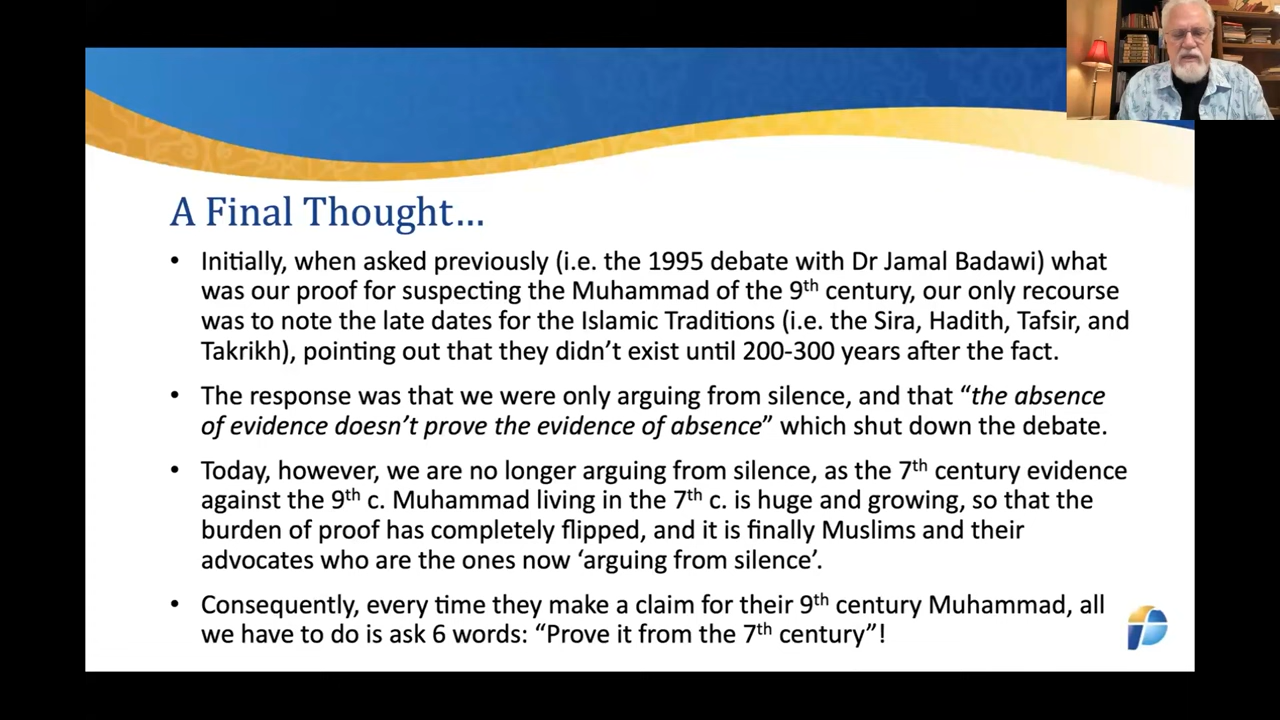 A Final Thought…
• Initially, when asked previously (i.e. the 1995 debate with Dr Jamal Badawi) what
was our proof for suspecting the Muhammad of the 9th century, our only recourse
was to note the late dates for the Islamic Traditions (i.e. the Sira, Hadith, Tafsir, and
Takrikh), pointing out that they didn’t exist until 200-300 years after the fact.
• The response was that we were only arguing from silence, and that “the absence
of evidence doesn’t prove the evidence of absence” which shut down the debate.
• Today, however, we are no longer arguing from silence, as the 7th century evidence
against the 9th c. Muhammad living in the 7th c. is huge and growing, so that the
burden of proof has completely flipped, and it is finally Muslims and their
advocates who are the ones now ‘arguing from silence’.
• Consequently, every time they make a claim for their 9th century Muhammad, all
we have to do is ask 6 words: “Prove it from the 7th century”!